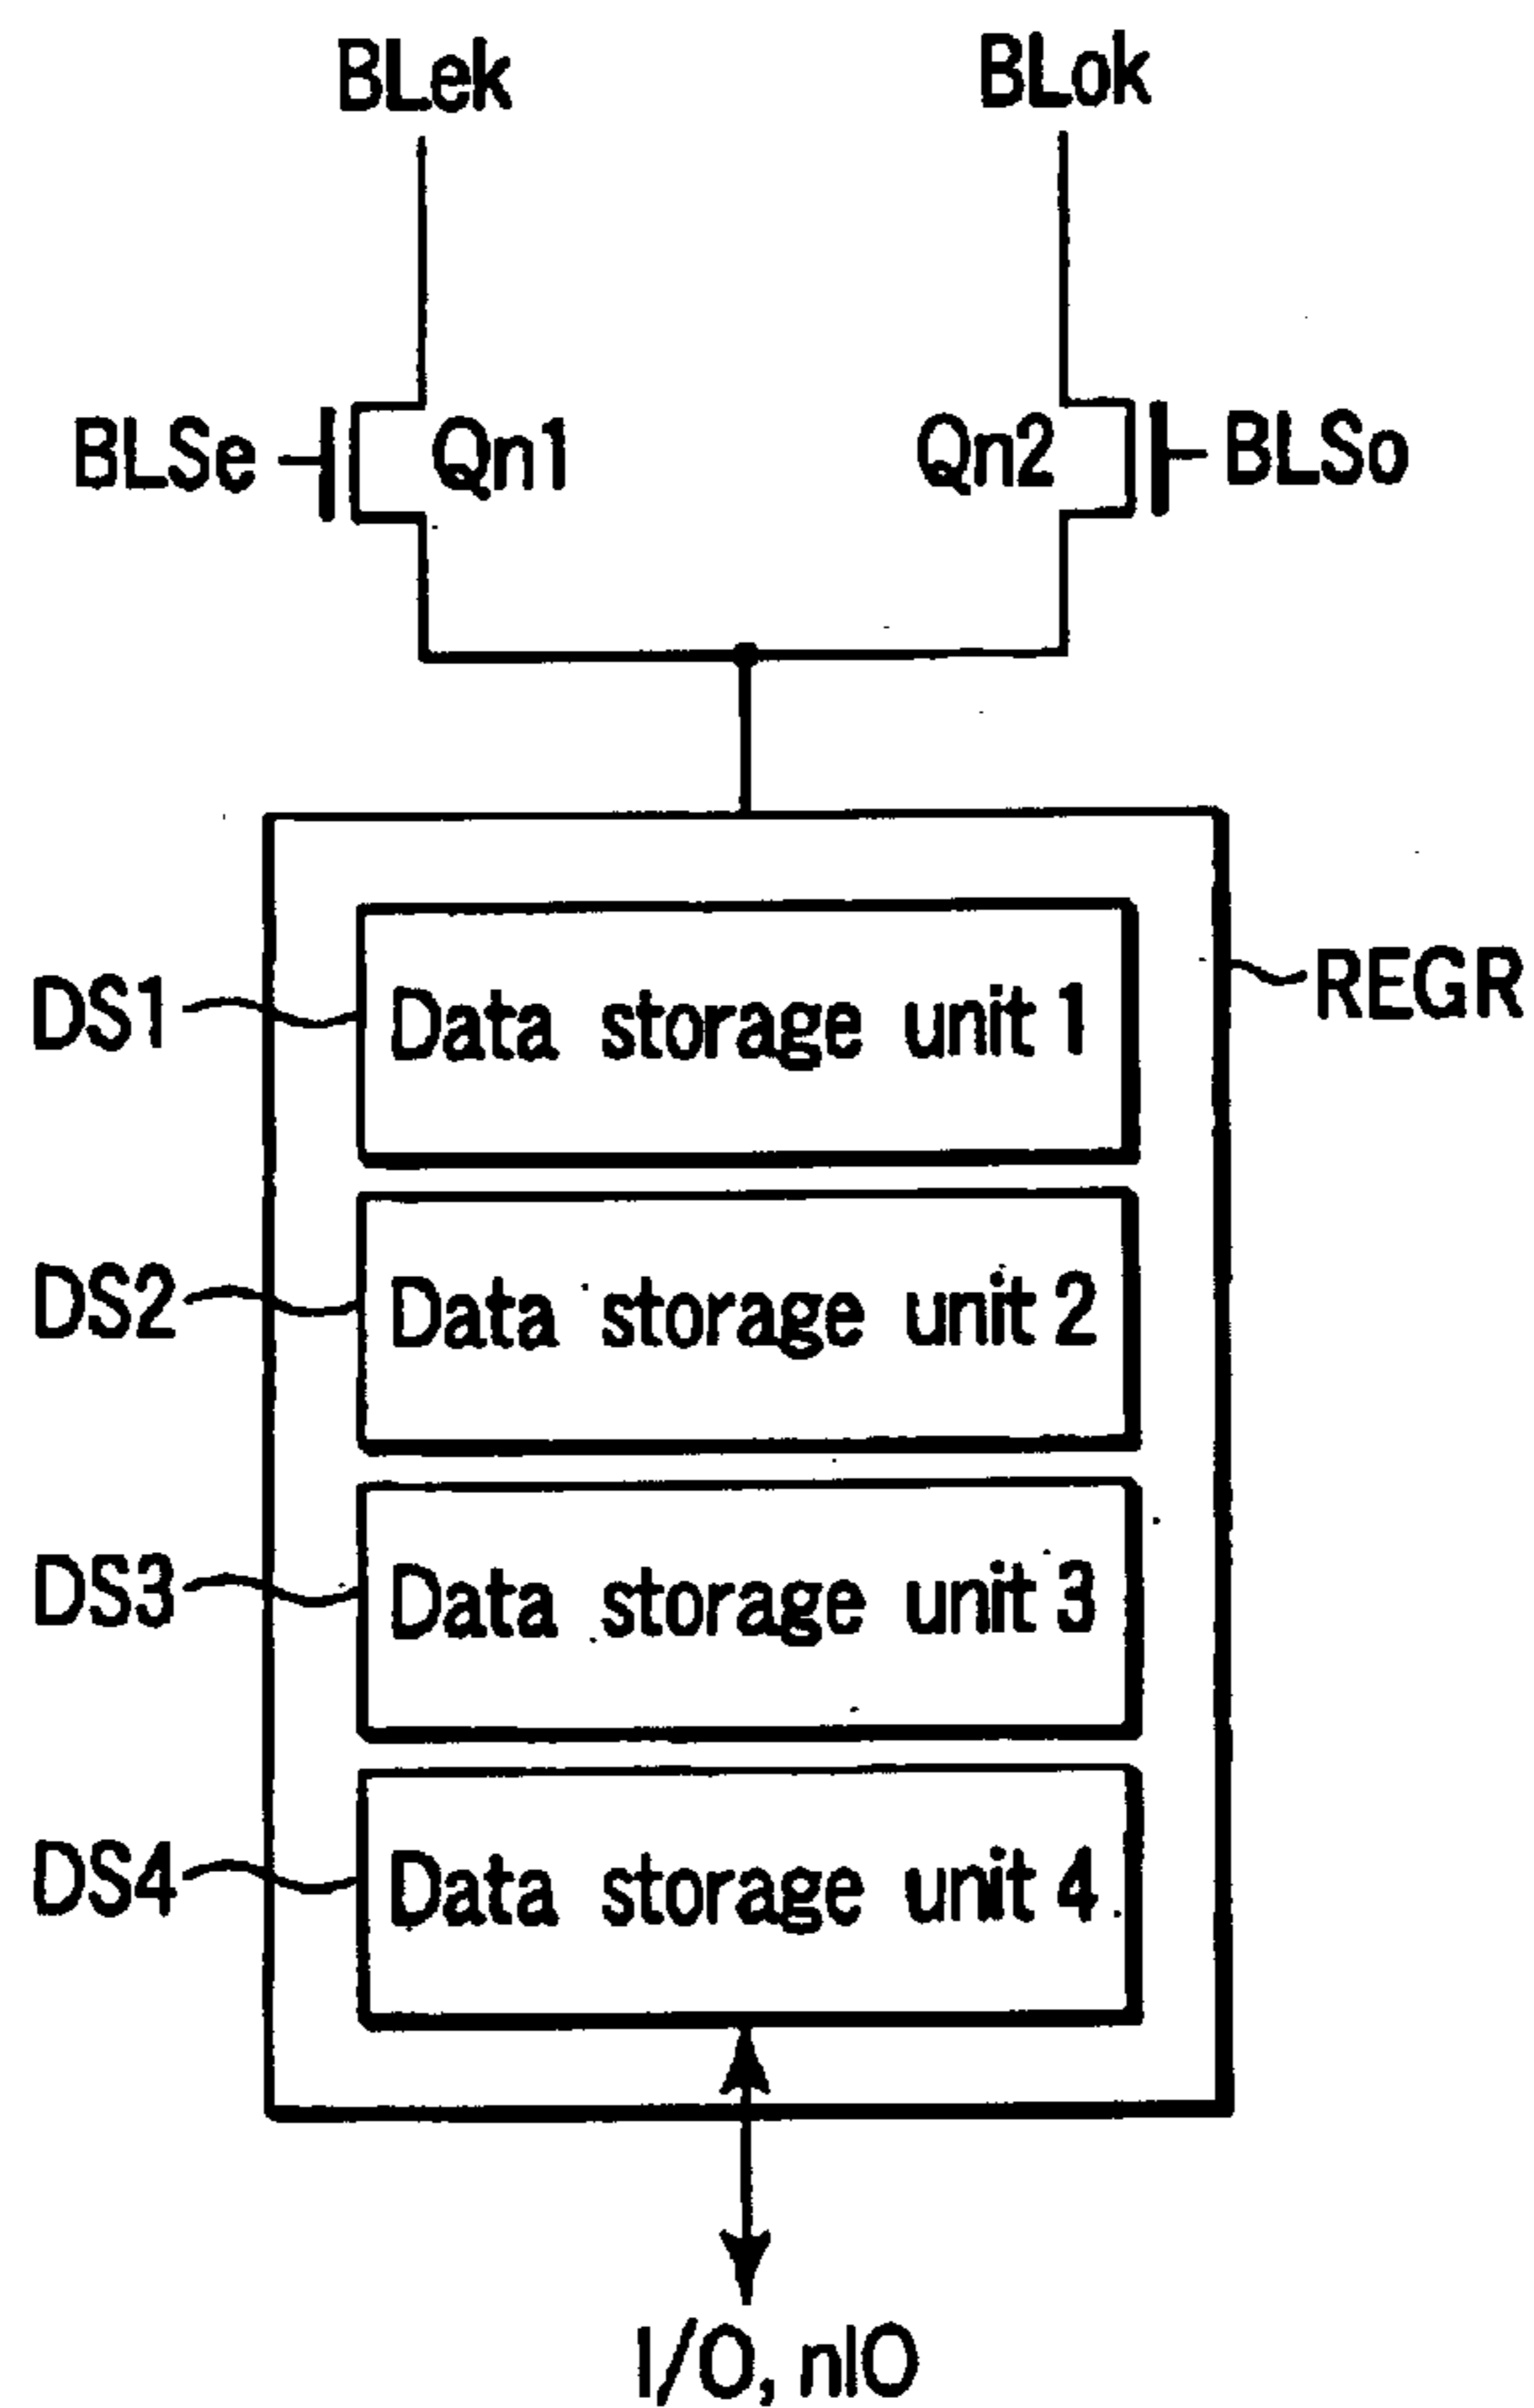 BLek
BLok
BLSe
Qn1
Qn2
BLSo
DS1
Data storage unit 1
REGR
DS2
Data storage unit 2
DS3
Data storage unit 3
DS4
Data storage unit 4
I/O, nIO